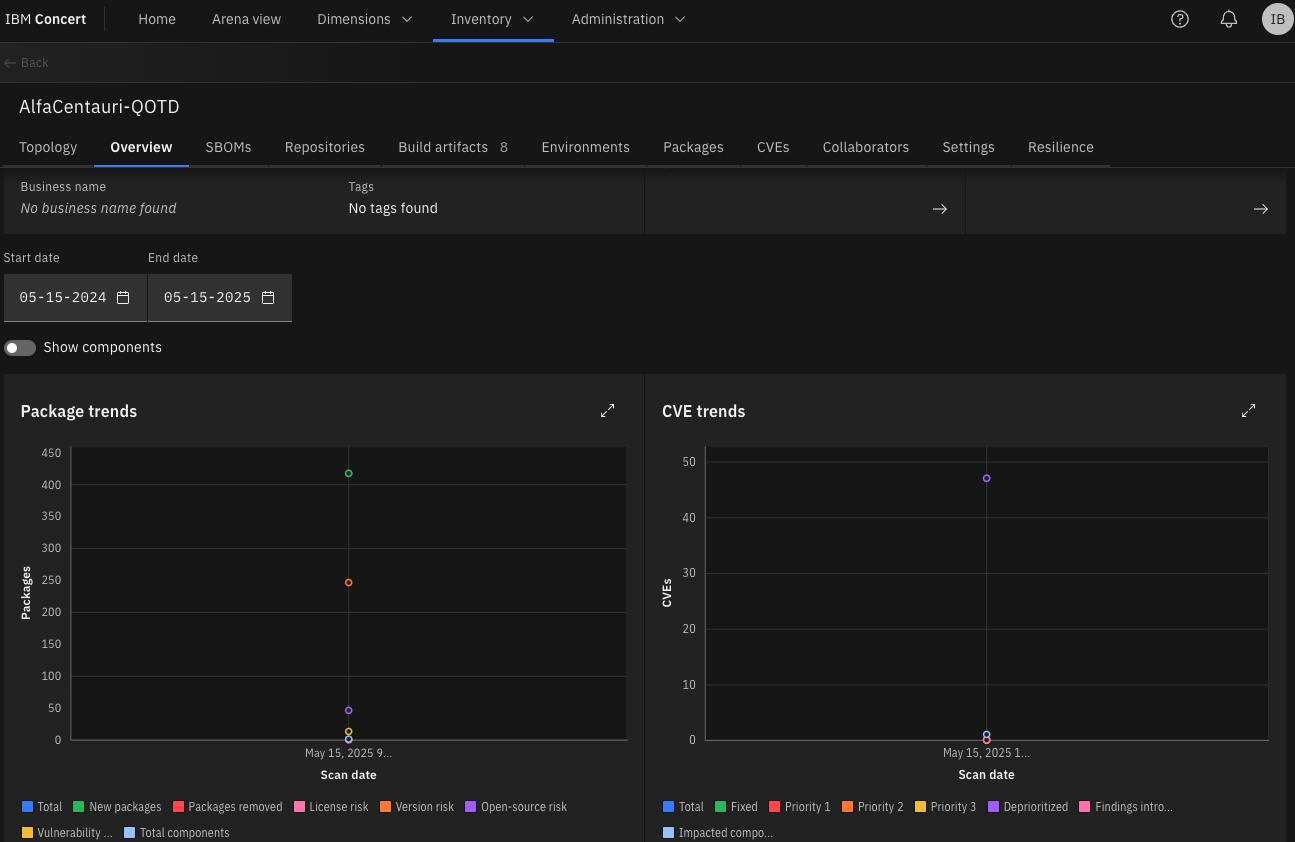 IBM Concert Home Arena view Dimensions Inventory Administration IB
Back
AlfaCentauri-QOTD
Topology Overview SBOMs Repositories Build artifacts 8 Environments Packages CVEs Collaborators Settings Resilience
Business name Tags
No business name found No tags found
Start date End date
05-15-2024 05-15-2025
Show components
Package trends
450
400
350
300
250
200
150
100
50
0
Packages
May 15, 2025 9...
Scan date
Total New packages Packages removed License risk Version risk Open-source risk
Vulnerability ... Total components
CVE trends
50
40
30
20
10
0
CVEs
May 15, 2025 1...
Scan date
Total Fixed Priority 1 Priority 2 Priority 3 Deprioritized Findings intro...
Impacted compo...